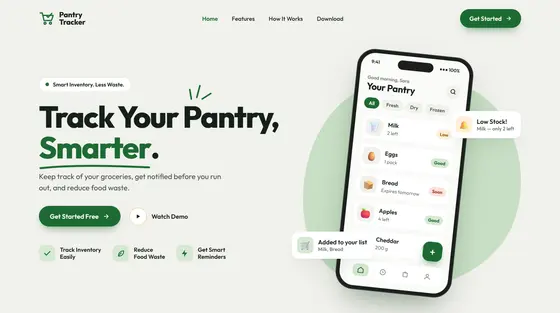 Pantry
Tracker
Home
Features
How It Works
Download
Get Started →
Smart Inventory. Less Waste.
Track Your Pantry,
Smarter.
Keep track of your groceries, get notified before you run
out, and reduce food waste.
Get Started Free →
Watch Demo
Track Inventory
Easily
Reduce
Food Waste
Get Smart
Reminders
9:41
100%
Good morning, Sara
Your Pantry
All
Fresh
Dry
Frozen
Milk
2 left
Low
Eggs
1 pack
Good
Bread
Expires tomorrow
Soon
Apples
4 left
Good
Cheddar
200 g
+
Low Stock!
Milk — only 2 left
Added to your list
Milk, Bread